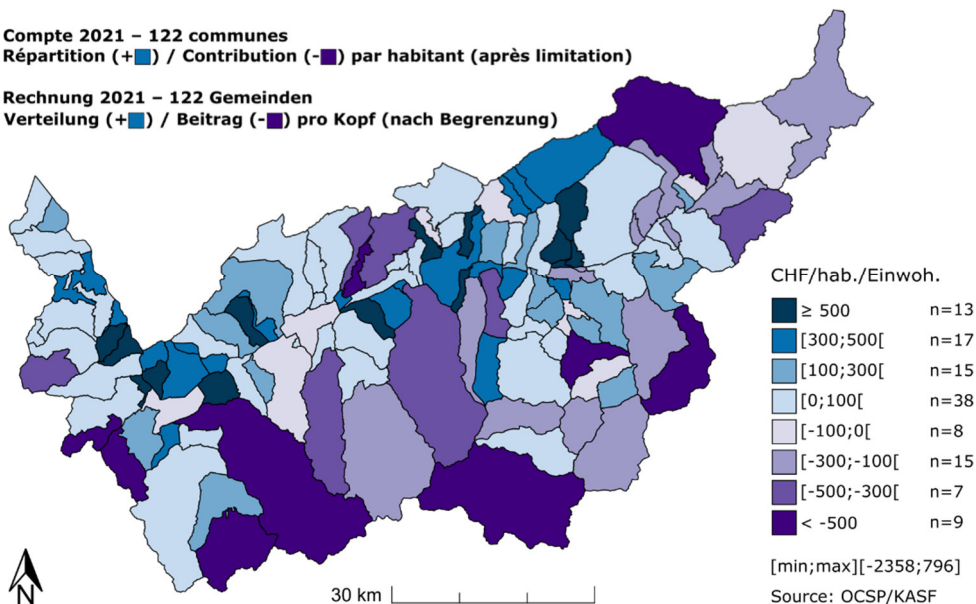 Compte 2021 – 122 communes
Répartition (+■) / Contribution (-■) par habitant (après limitation)
Rechnung 2021 – 122 Gemeinden
Verteilung (+■) / Beitrag (-■) pro Kopf (nach Begrenzung)
CHF/hab./Einwoh.
≥ 500 n=13
[300;500[ n=17
[100;300[ n=15
[0;100[ n=38
[-100;0[ n=8
[-300;-100[ n=15
[-500;-300[ n=7
< -500 n=9
[min;max][-2358;796]
Source: OCSP/KASF
N
30 km